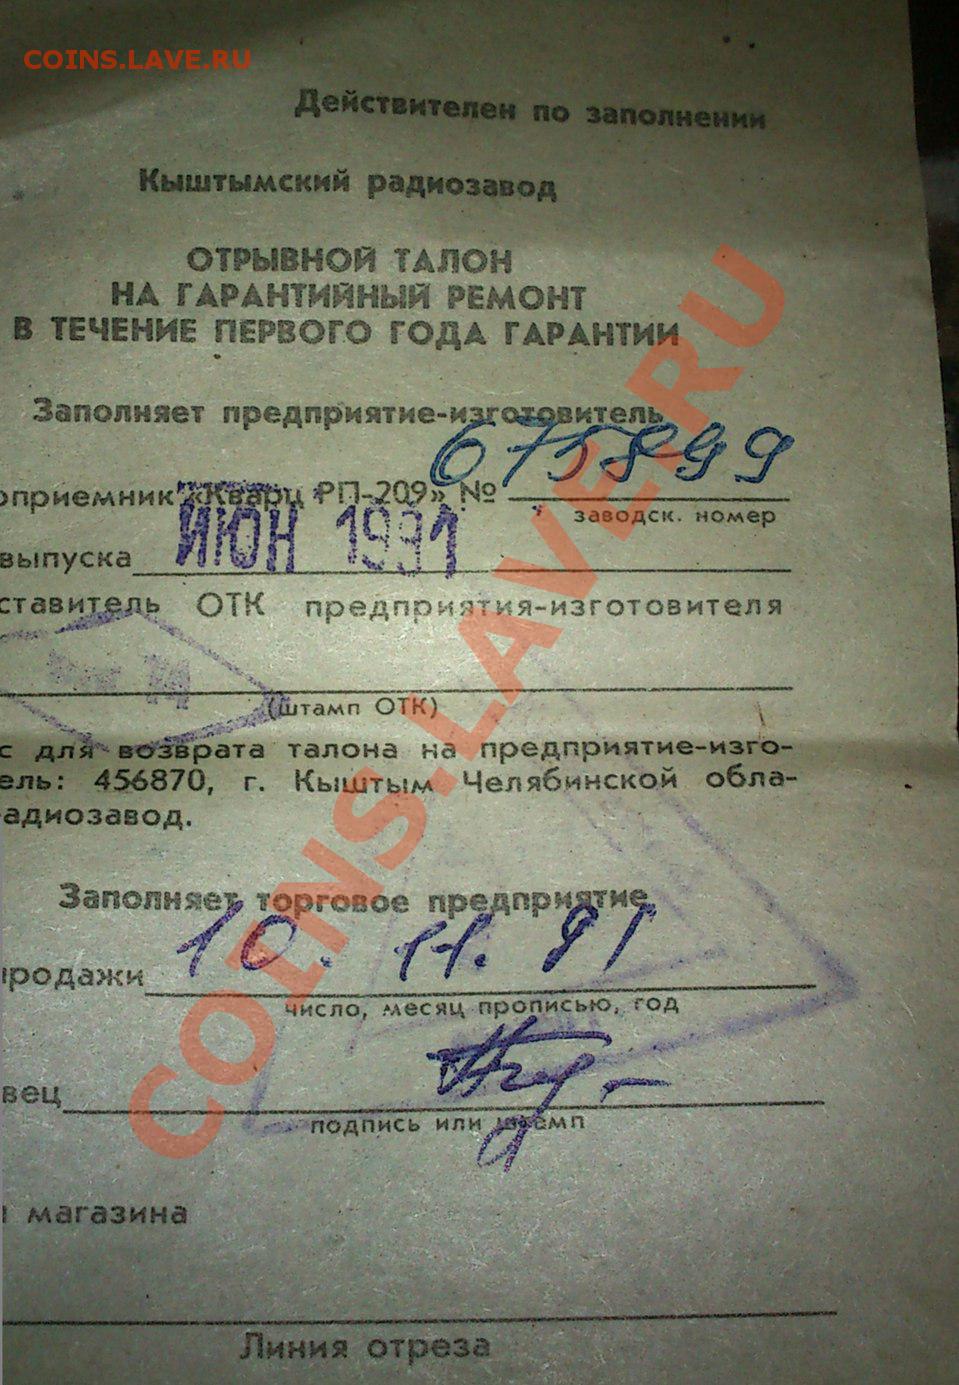 COINS.LAVE.RU
Действителен по заполнении
Кыштымский радиозавод
ОТРЫВНОЙ ТАЛОН
НА ГАРАНТИЙНЫЙ РЕМОНТ
В ТЕЧЕНИЕ ПЕРВОГО ГОДА ГАРАНТИИ
Заполняет предприятие-изготовитель
оприемник «Кварц РП-209» № 675899
заводск. номер
выпуска ИЮН 1991
ставитель ОТК предприятия-изготовителя
(штамп ОТК)
с для возврата талона на предприятие-изго-
ель: 456870, г. Кыштым Челябинской обла-
адиозавод.
Заполняет торговое предприятие
продажи 10. 11. 91
число, месяц прописью, год
вец
подпись или штамп
магазина
Линия отреза
COINS.LAVE.RU